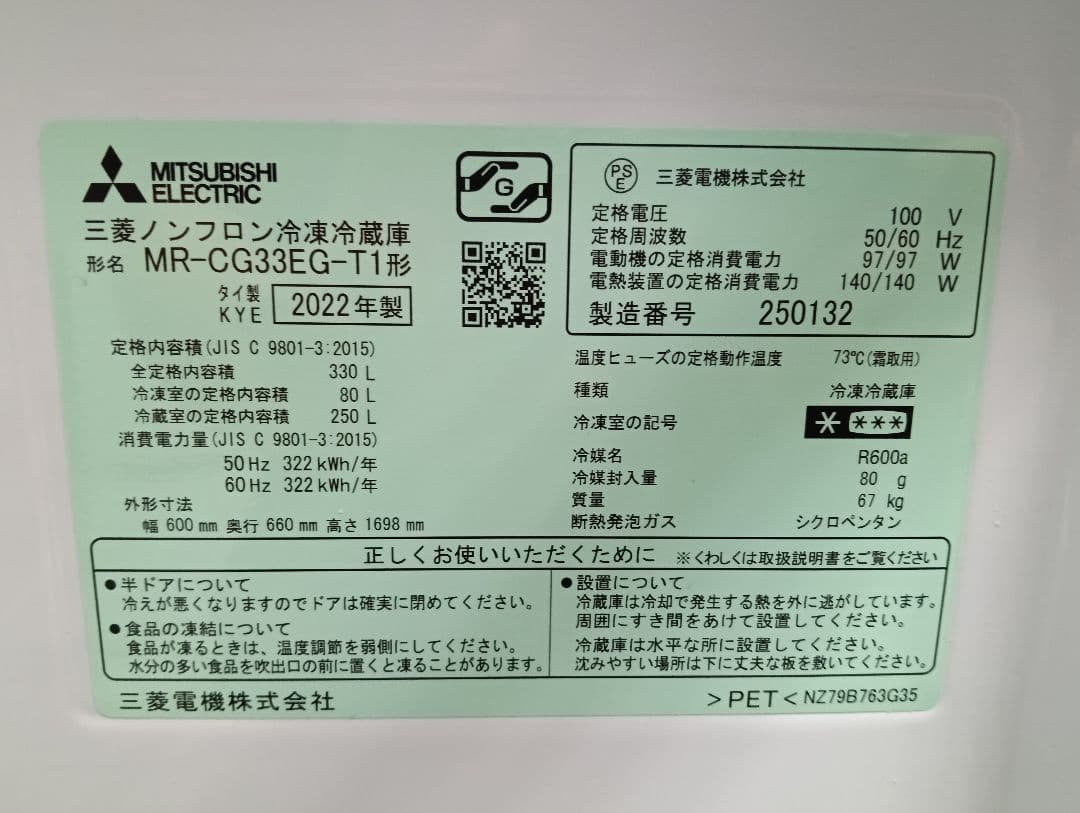 MITSUBISHI
ELECTRIC
三菱ノンフロン冷凍冷蔵庫
形名 MR-CG33EG-T1形
タイ製
KYE
2022年製
G
PS
E
三菱電機株式会社
定格電圧 100 V
定格周波数 50/60 Hz
電動機の定格消費電力 97/97 W
電熱装置の定格消費電力 140/140 W
製造番号 250132
定格内容積(JIS C 9801-3:2015)
全定格内容積 330 L
冷凍室の定格内容積 80 L
冷蔵室の定格内容積 250 L
消費電力量(JIS C 9801-3:2015)
50Hz 322kWh/年
60Hz 322kWh/年
外形寸法
幅 600mm 奥行 660mm 高さ 1698mm
温度ヒューズの定格動作温度 73℃(霜取用)
種類 冷凍冷蔵庫
冷凍室の記号
冷媒名 R600a
冷媒封入量 80 g
質量 67 kg
断熱発泡ガス シクロペンタン
正しくお使いいただくために ※くわしくは取扱説明書をご覧ください
●半ドアについて
冷えが悪くなりますのでドアは確実に閉めてください。
●食品の凍結について
食品が凍るときは、温度調節を弱側にしてください。
水分の多い食品を吹出口の前に置くと凍ることがあります。
●設置について
冷蔵庫は冷却で発生する熱を外に逃がしています。
周囲にすき間をあけて設置してください。
冷蔵庫は水平な所に設置してください。
沈みやすい場所は下に丈夫な板を敷いてください。
三菱電機株式会社
>PET< NZ79B763G35